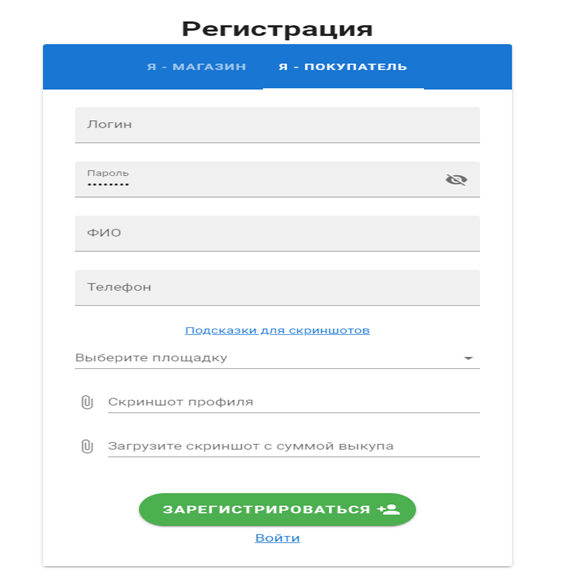 Регистрация
Я - МАГАЗИН Я - ПОКУПАТЕЛЬ
Логин
Пароль
••••••••
ФИО
Телефон
Подсказки для скриншотов
Выберите площадку
Скриншот профиля
Загрузите скриншот с суммой выкупа
ЗАРЕГИСТРИРОВАТЬСЯ
Войти